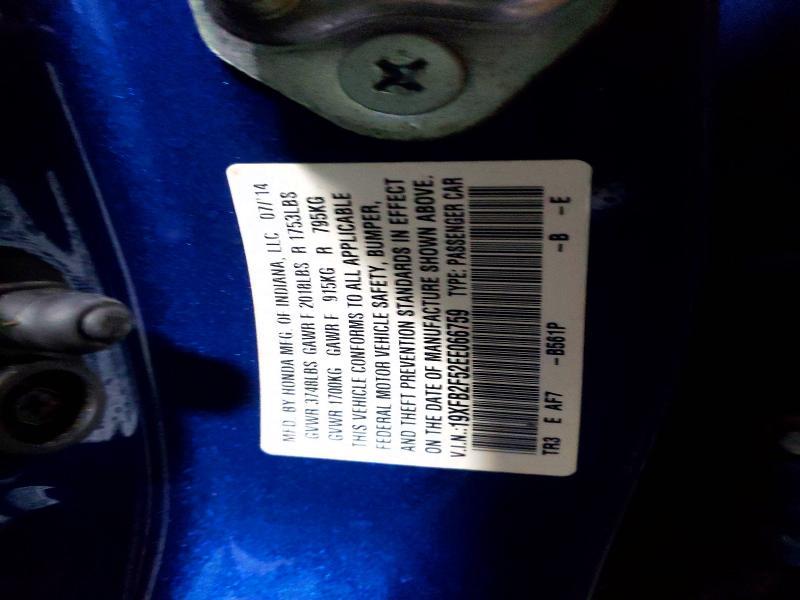 MFD. BY HONDA MFG. OF INDIANA, LLC 07/'14
GVWR 3748LBS GAWR F 2018LBS R 1753LBS
GVWR 1700KG GAWR F 915KG R 795KG
THIS VEHICLE CONFORMS TO ALL APPLICABLE
FEDERAL MOTOR VEHICLE SAFETY, BUMPER,
AND THEFT PREVENTION STANDARDS IN EFFECT
ON THE DATE OF MANUFACTURE SHOWN ABOVE.
V.I.N.:19XFB2F52EE066759 TYPE: PASSENGER CAR
TR3 E AF7 -B561P -B -E